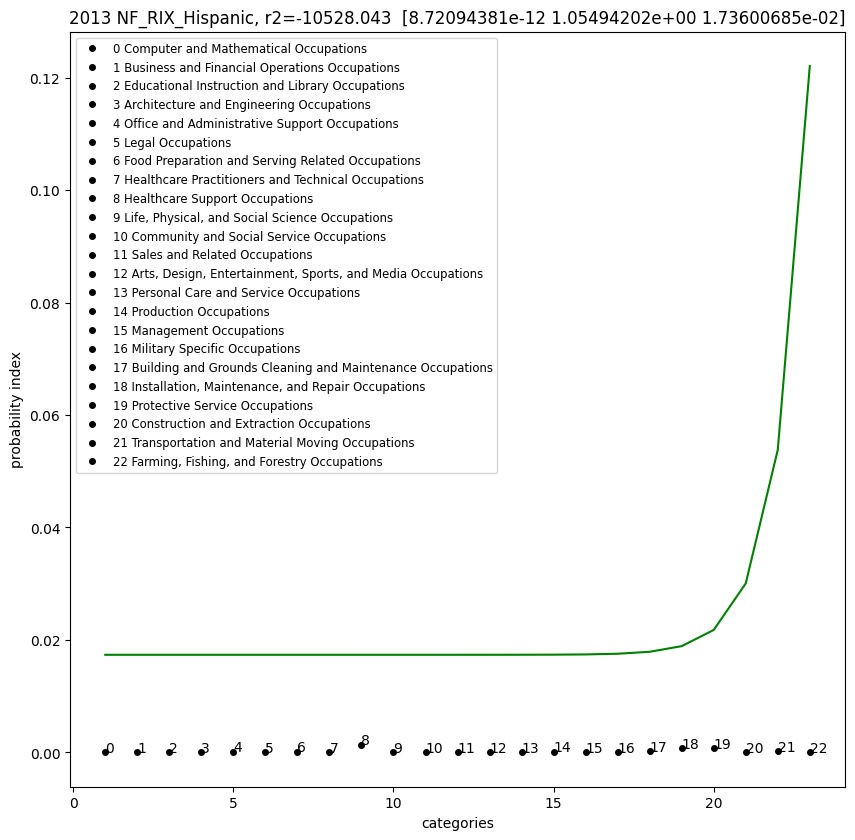 2013 NF_RIX_Hispanic, r2=-10528.043  [8.72094381e-12 1.05494202e+00 1.73600685e-02]
0 Computer and Mathematical Occupations
1 Business and Financial Operations Occupations
2 Educational Instruction and Library Occupations
3 Architecture and Engineering Occupations
4 Office and Administrative Support Occupations
5 Legal Occupations
6 Food Preparation and Serving Related Occupations
7 Healthcare Practitioners and Technical Occupations
8 Healthcare Support Occupations
9 Life, Physical, and Social Science Occupations
10 Community and Social Service Occupations
11 Sales and Related Occupations
12 Arts, Design, Entertainment, Sports, and Media Occupations
13 Personal Care and Service Occupations
14 Production Occupations
15 Management Occupations
16 Military Specific Occupations
17 Building and Grounds Cleaning and Maintenance Occupations
18 Installation, Maintenance, and Repair Occupations
19 Protective Service Occupations
20 Construction and Extraction Occupations
21 Transportation and Material Moving Occupations
22 Farming, Fishing, and Forestry Occupations
probability index
0.12
0.10
0.08
0.06
0.04
0.02
0.00
0 1 2 3 4 5 6 7 8 9 10 11 12 13 14 15 16 17 18 19 20 21 22
0 5 10 15 20
categories